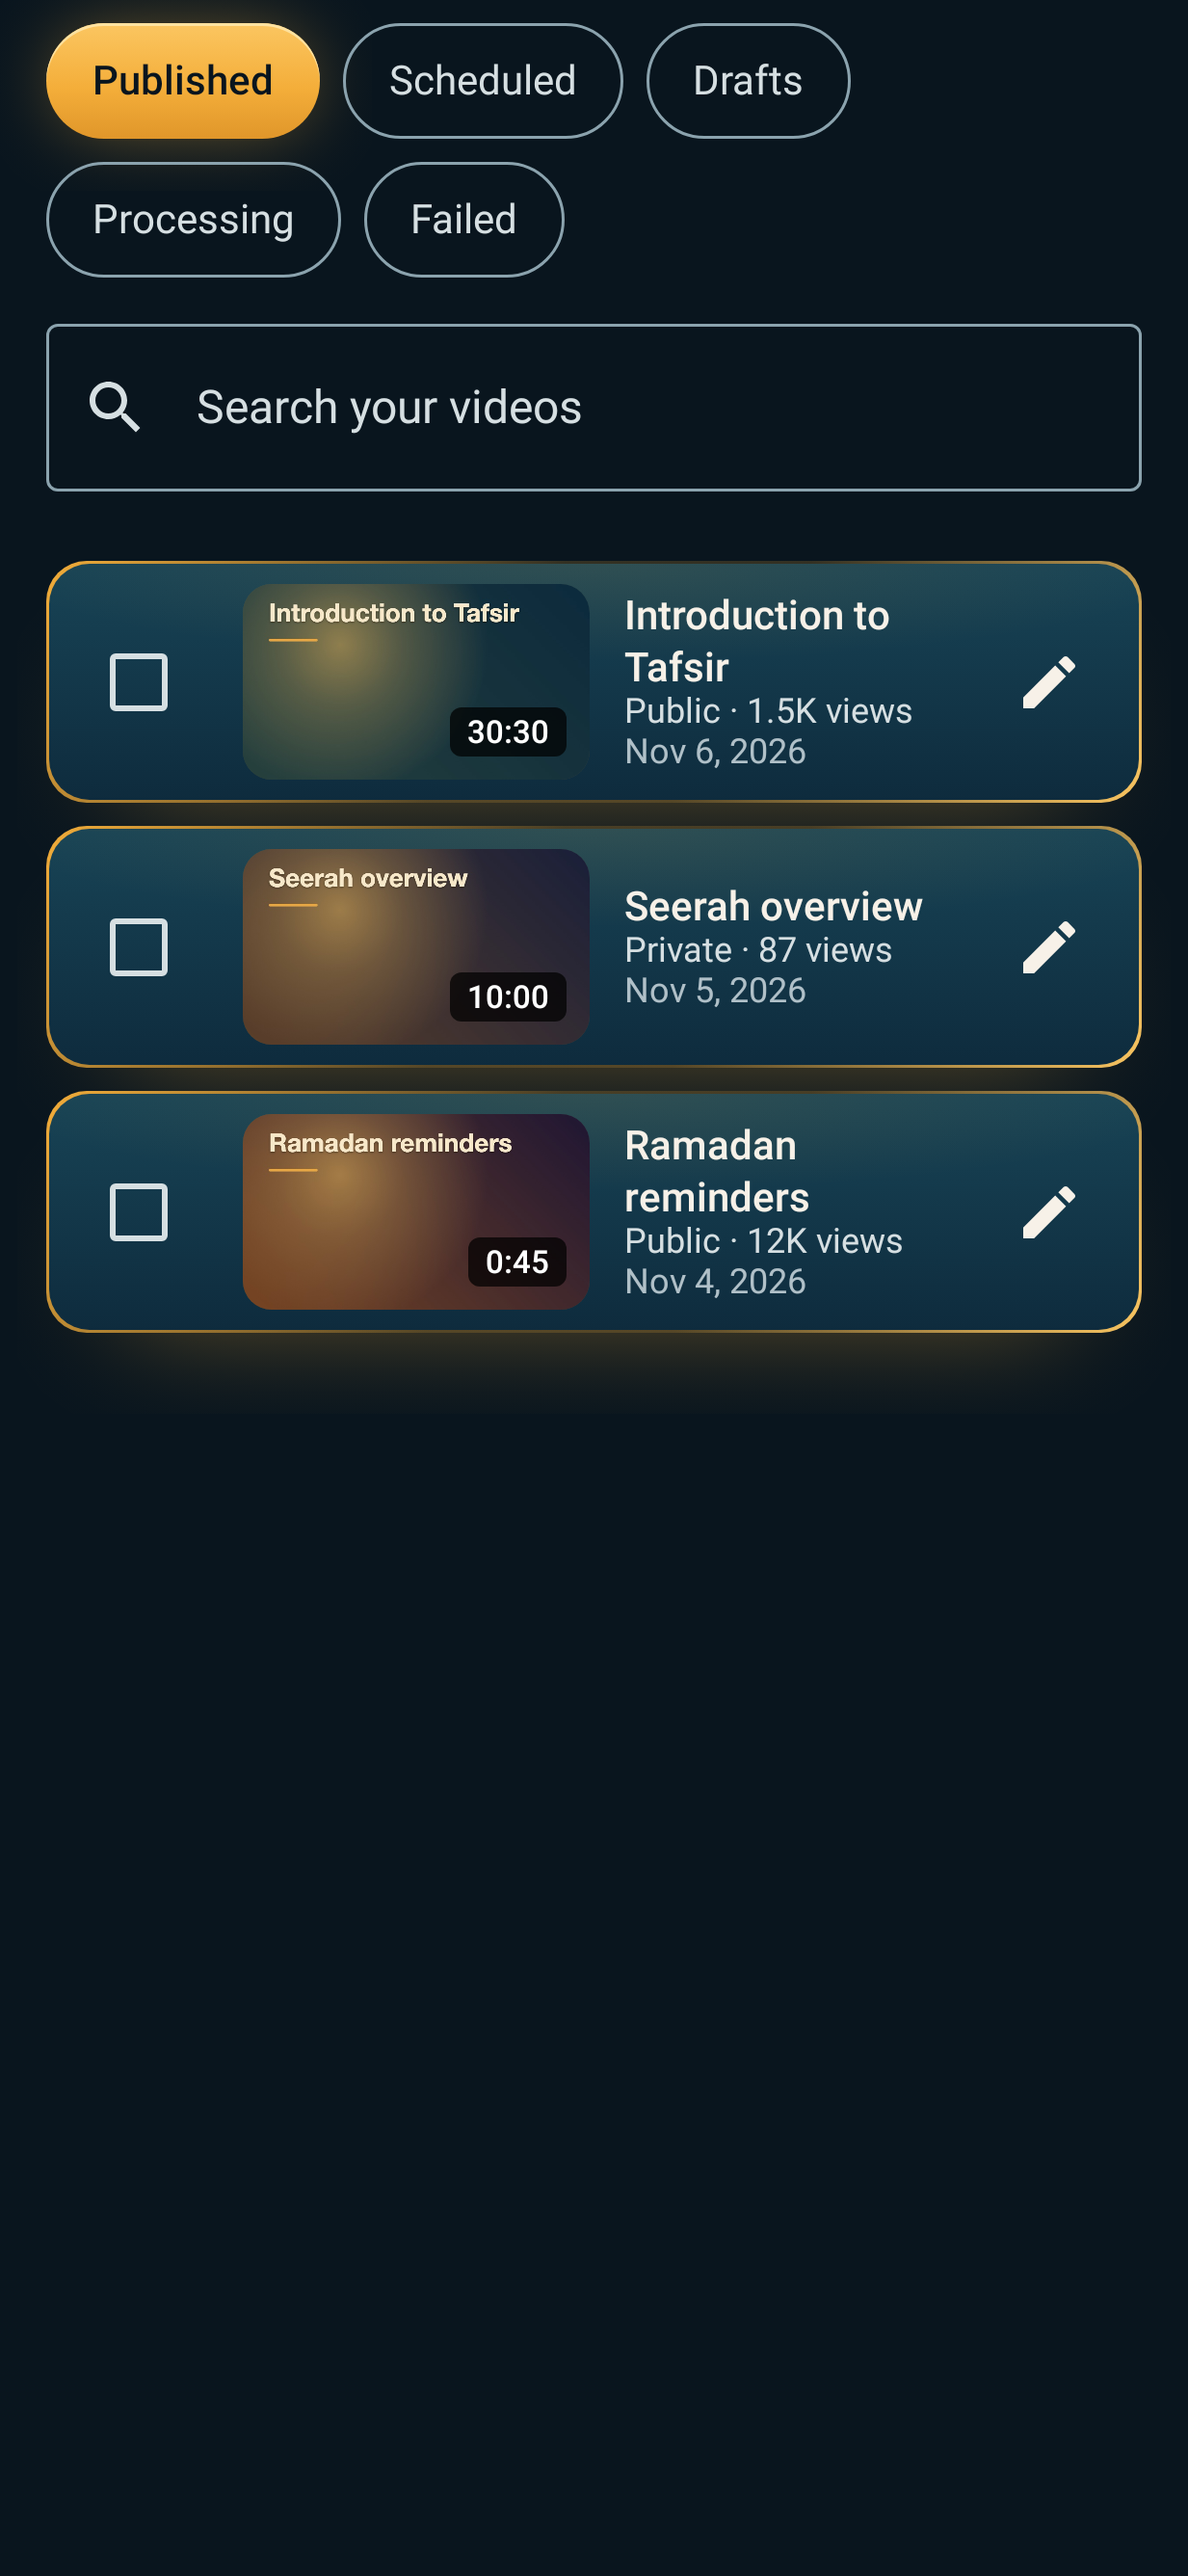 Published
Scheduled
Drafts
Processing
Failed
Search your videos
Introduction to Tafsir
30:30
Introduction to
Tafsir
Public · 1.5K views
Nov 6, 2026
Seerah overview
10:00
Seerah overview
Private · 87 views
Nov 5, 2026
Ramadan reminders
0:45
Ramadan
reminders
Public · 12K views
Nov 4, 2026